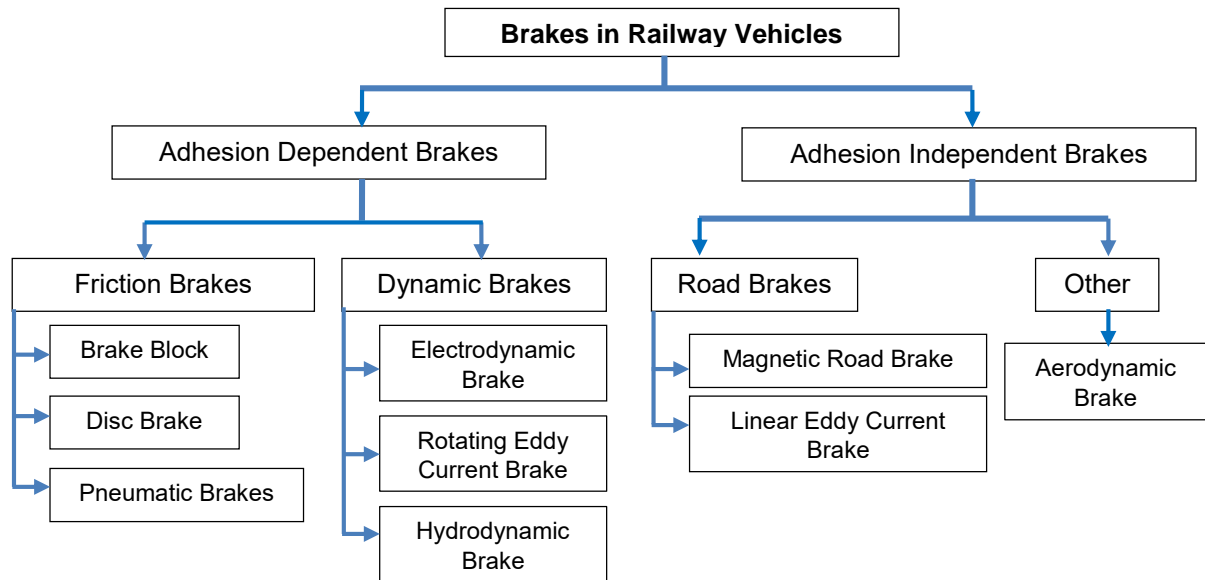 Brakes in Railway Vehicles
Adhesion Dependent Brakes
Adhesion Independent Brakes
Friction Brakes
Dynamic Brakes
Road Brakes
Other
Brake Block
Disc Brake
Pneumatic Brakes
Electrodynamic
Brake
Rotating Eddy
Current Brake
Hydrodynamic
Brake
Magnetic Road Brake
Linear Eddy Current
Brake
Aerodynamic
Brake